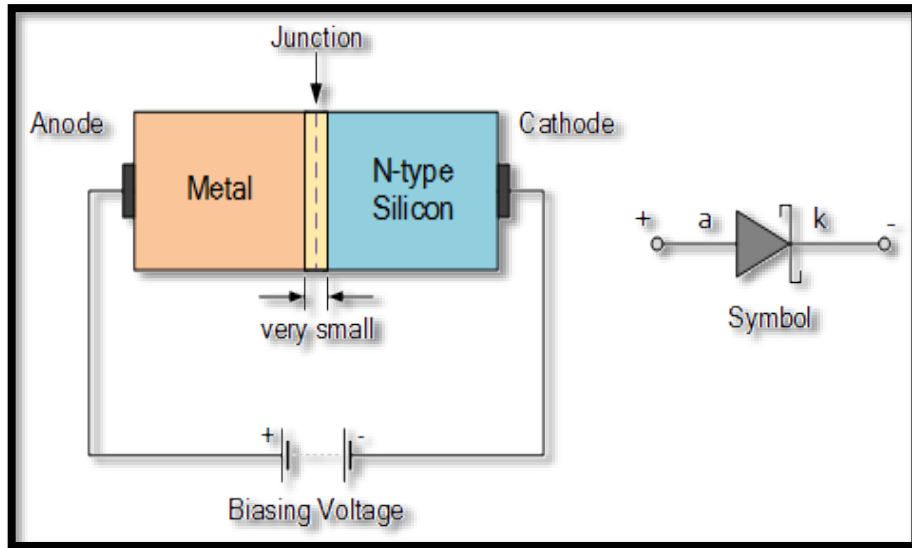 Junction
Anode
Cathode
Metal
N-type
Silicon
very small
+
-
Biasing Voltage
+
a
k
-
Symbol